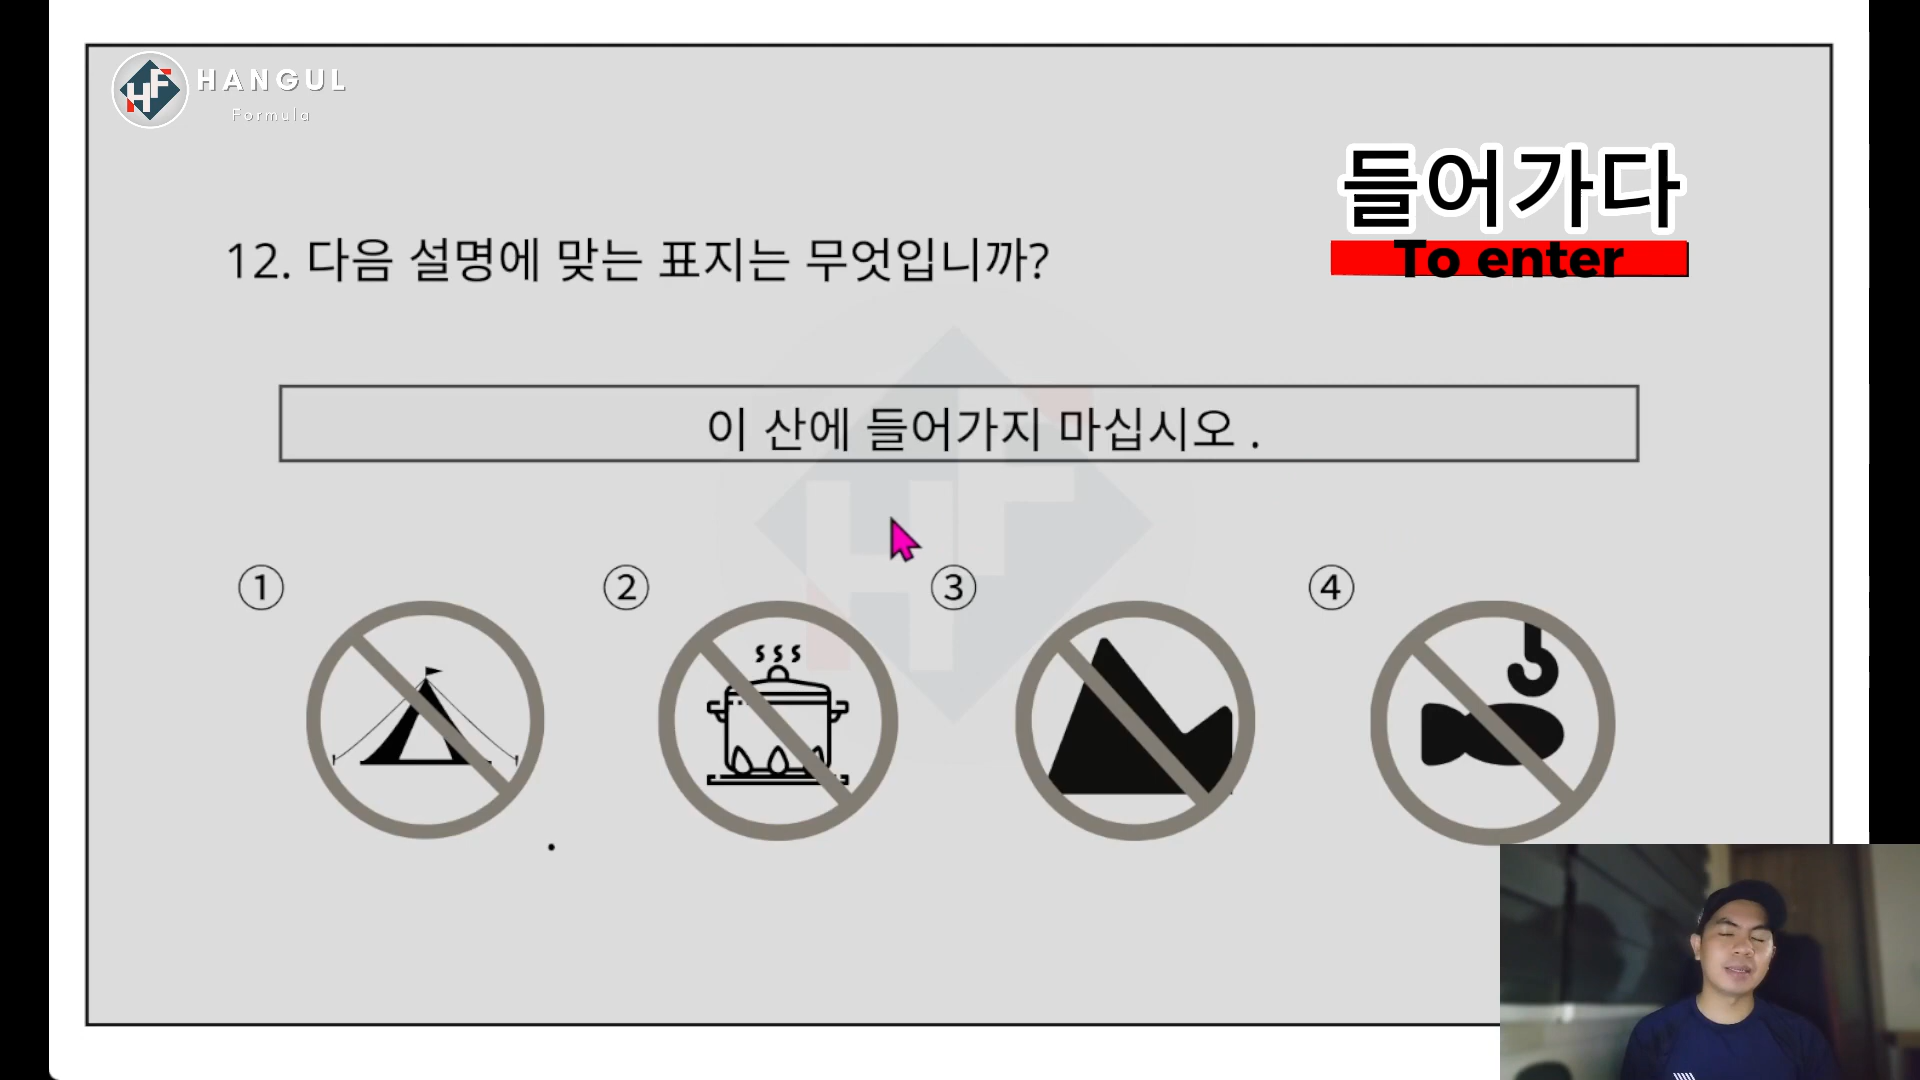 HANGUL
Formula
들어가다
To enter
12. 다음 설명에 맞는 표지는 무엇입니까?
이 산에 들어가지 마십시오 .
① ② ③ ④
HF